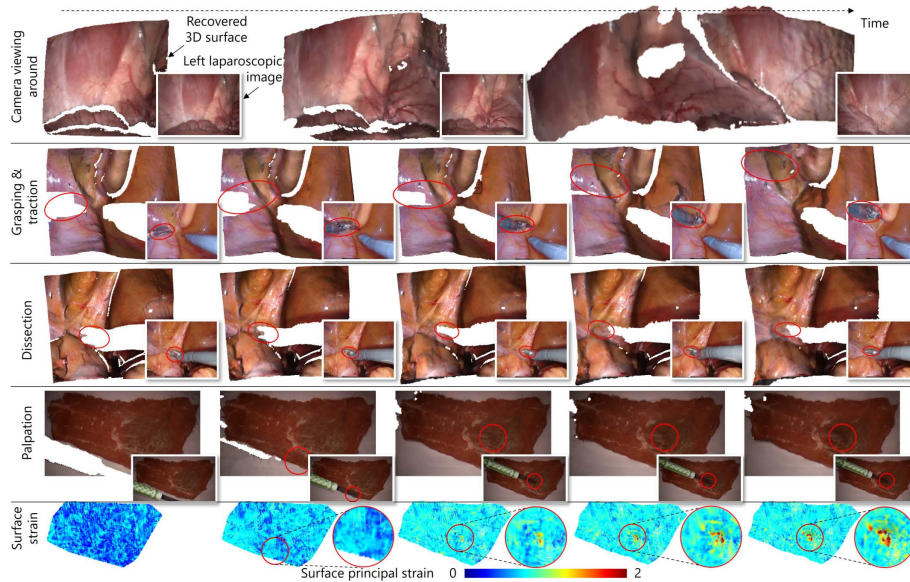 Time
Recovered
3D surface
Left laparoscopic
image
Camera viewing
around
Grasping &
traction
Dissection
Palpation
Surface
strain
Surface principal strain 0 2